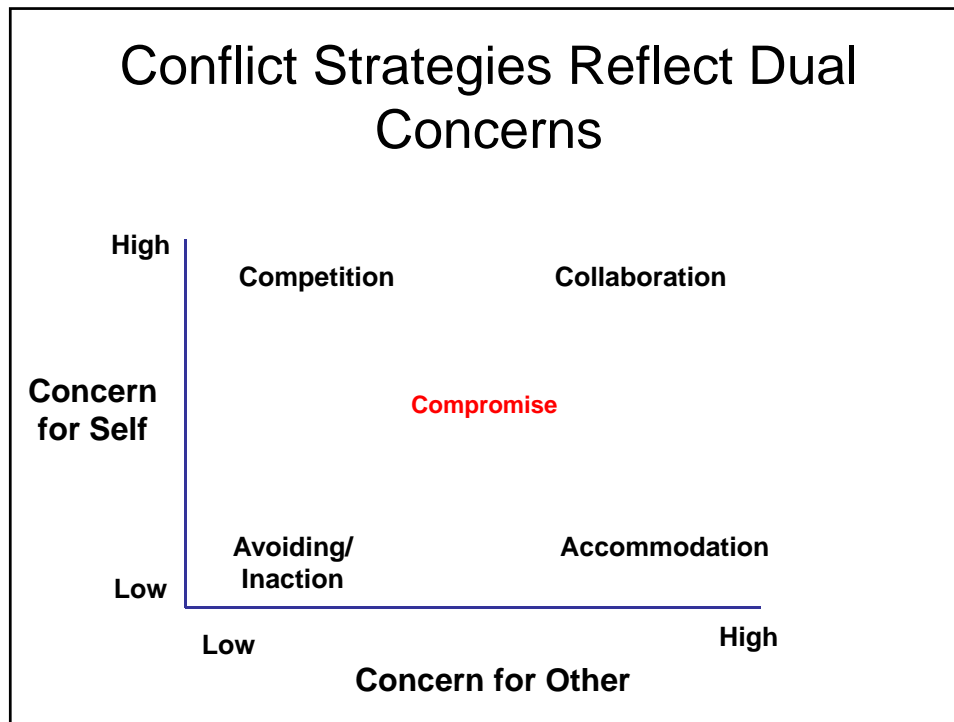 Conflict Strategies Reflect Dual
Concerns
High
Competition
Collaboration
Concern
for Self
Compromise
Avoiding/
Inaction
Accommodation
Low
Low
High
Concern for Other